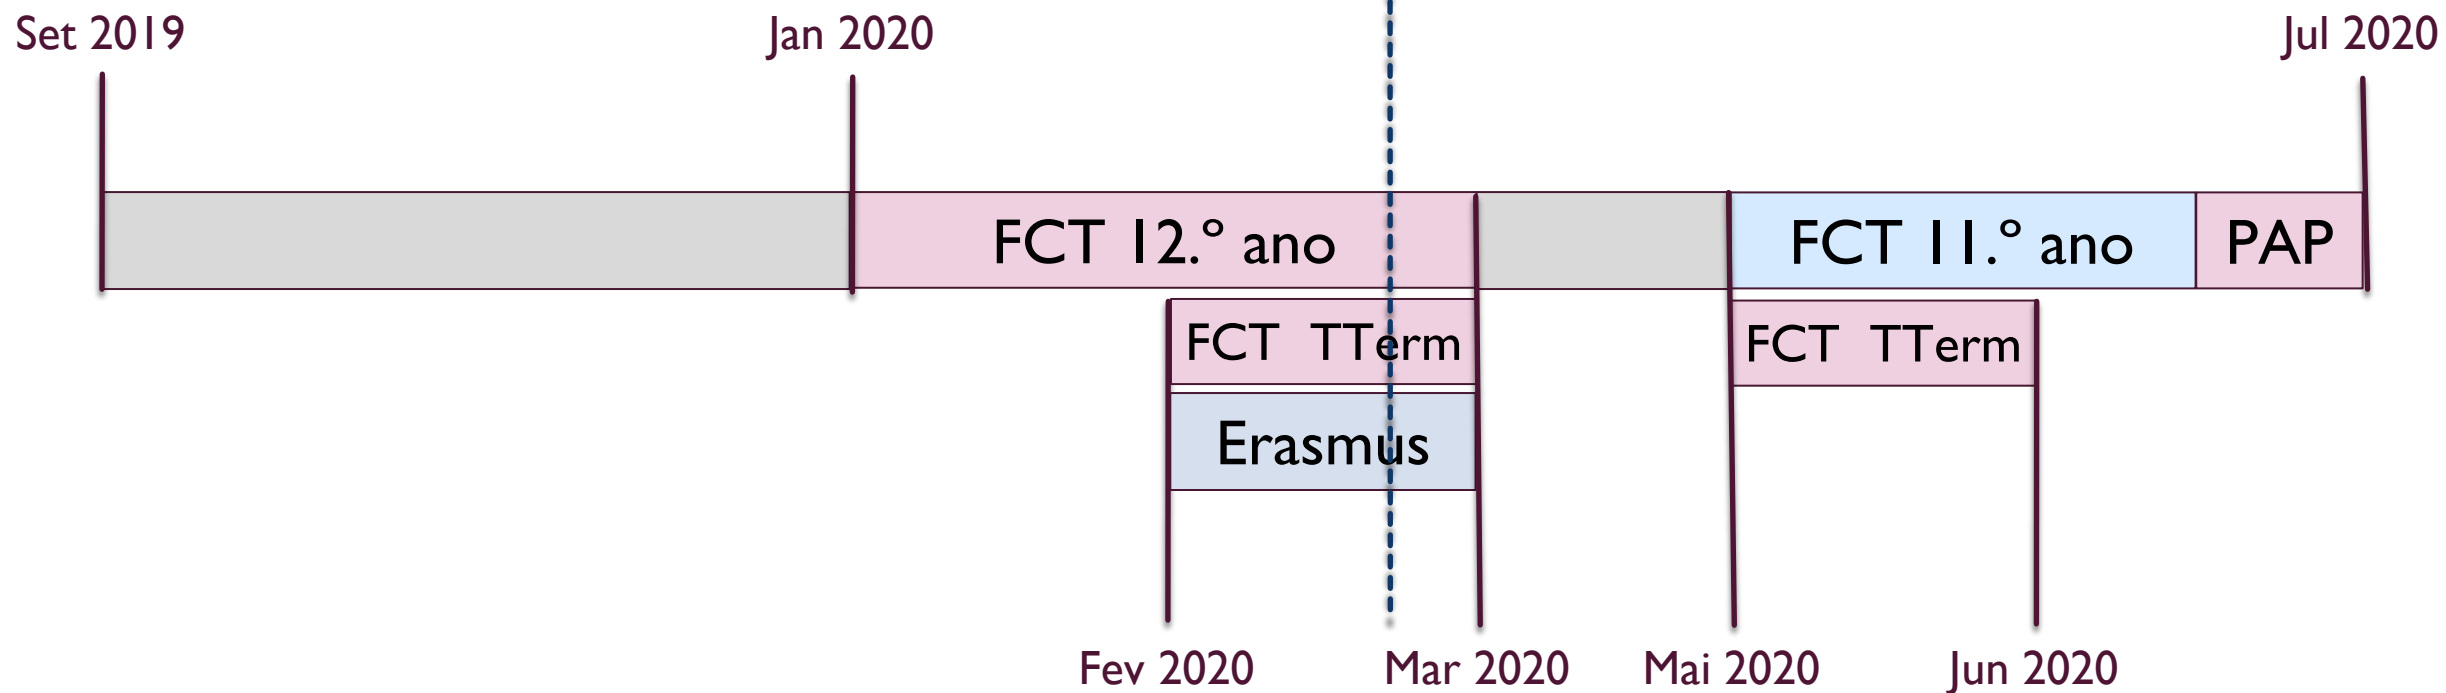 Set 2019
Jan 2020
Jul 2020
FCT 12.º ano
FCT 11.º ano
PAP
FCT TTerm
FCT TTerm
Erasmus
Fev 2020
Mar 2020
Mai 2020
Jun 2020